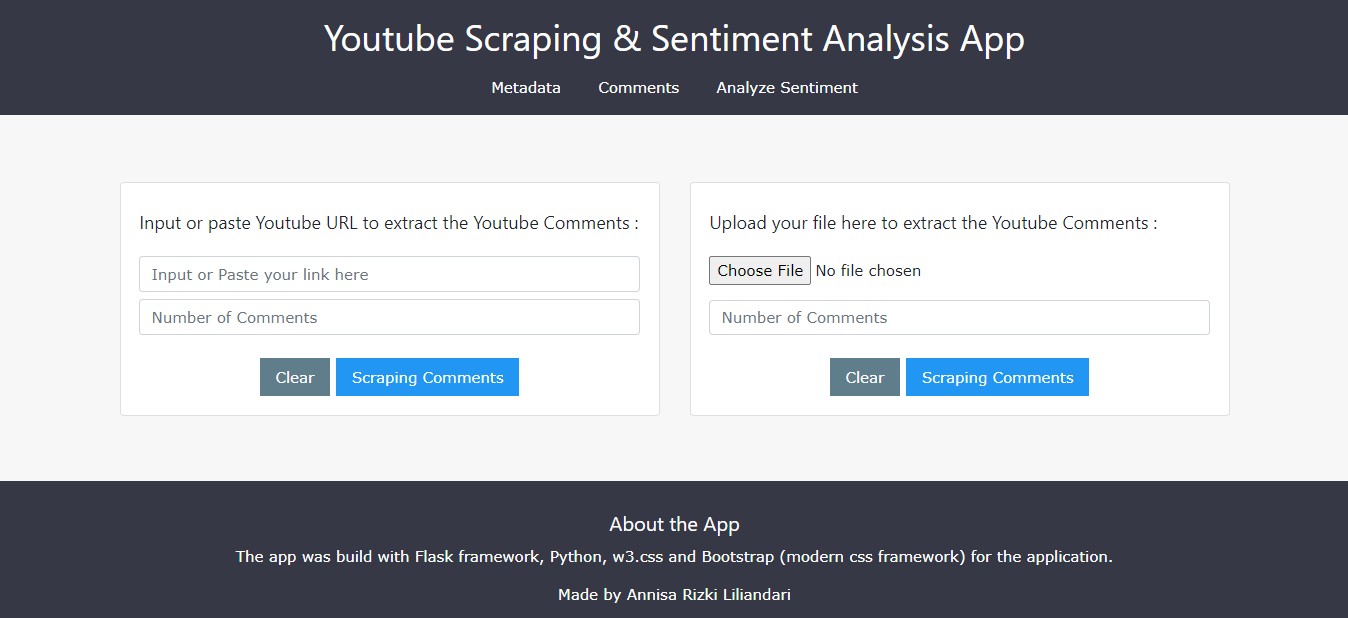 Youtube Scraping & Sentiment Analysis App
Metadata Comments Analyze Sentiment
Input or paste Youtube URL to extract the Youtube Comments :
Input or Paste your link here
Number of Comments
Clear Scraping Comments
Upload your file here to extract the Youtube Comments :
Choose File No file chosen
Number of Comments
Clear Scraping Comments
About the App
The app was build with Flask framework, Python, w3.css and Bootstrap (modern css framework) for the application.
Made by Annisa Rizki Liliandari